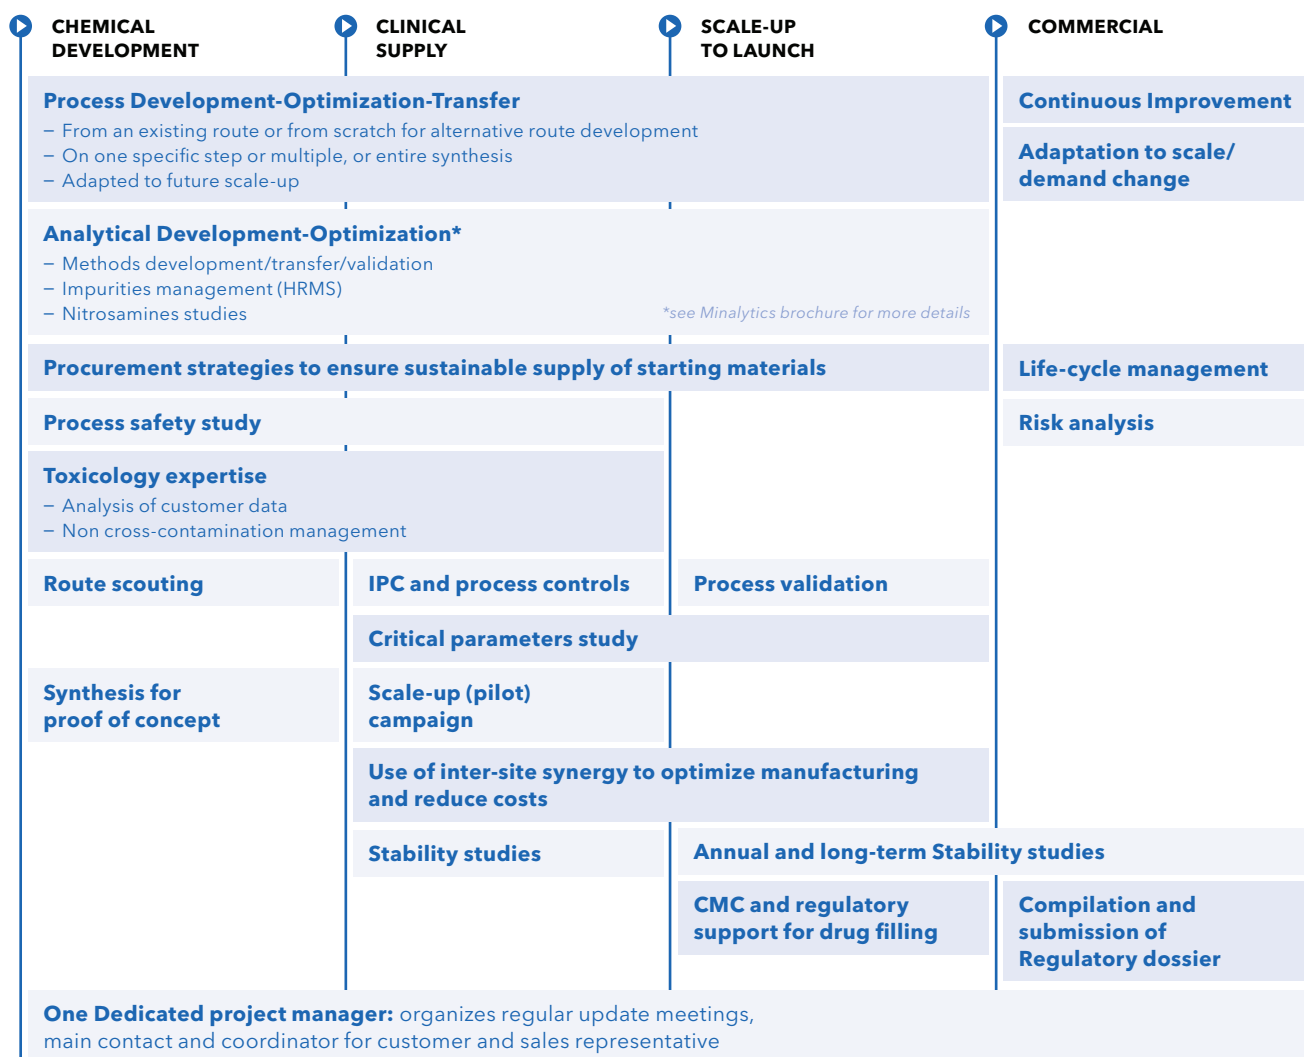 CHEMICAL
DEVELOPMENT
CLINICAL
SUPPLY
SCALE-UP
TO LAUNCH
COMMERCIAL
Process Development-Optimization-Transfer
– From an existing route or from scratch for alternative route development
– On one specific step or multiple, or entire synthesis
– Adapted to future scale-up
Continuous Improvement
Adaptation to scale/
demand change
Analytical Development-Optimization*
– Methods development/transfer/validation
– Impurities management (HRMS)
– Nitrosamines studies
*see Minalytics brochure for more details
Procurement strategies to ensure sustainable supply of starting materials
Life-cycle management
Process safety study
Risk analysis
Toxicology expertise
– Analysis of customer data
– Non cross-contamination management
Route scouting
IPC and process controls
Process validation
Critical parameters study
Synthesis for
proof of concept
Scale-up (pilot)
campaign
Use of inter-site synergy to optimize manufacturing
and reduce costs
Stability studies
Annual and long-term Stability studies
CMC and regulatory
support for drug filling
Compilation and
submission of
Regulatory dossier
One Dedicated project manager: organizes regular update meetings,
main contact and coordinator for customer and sales representative